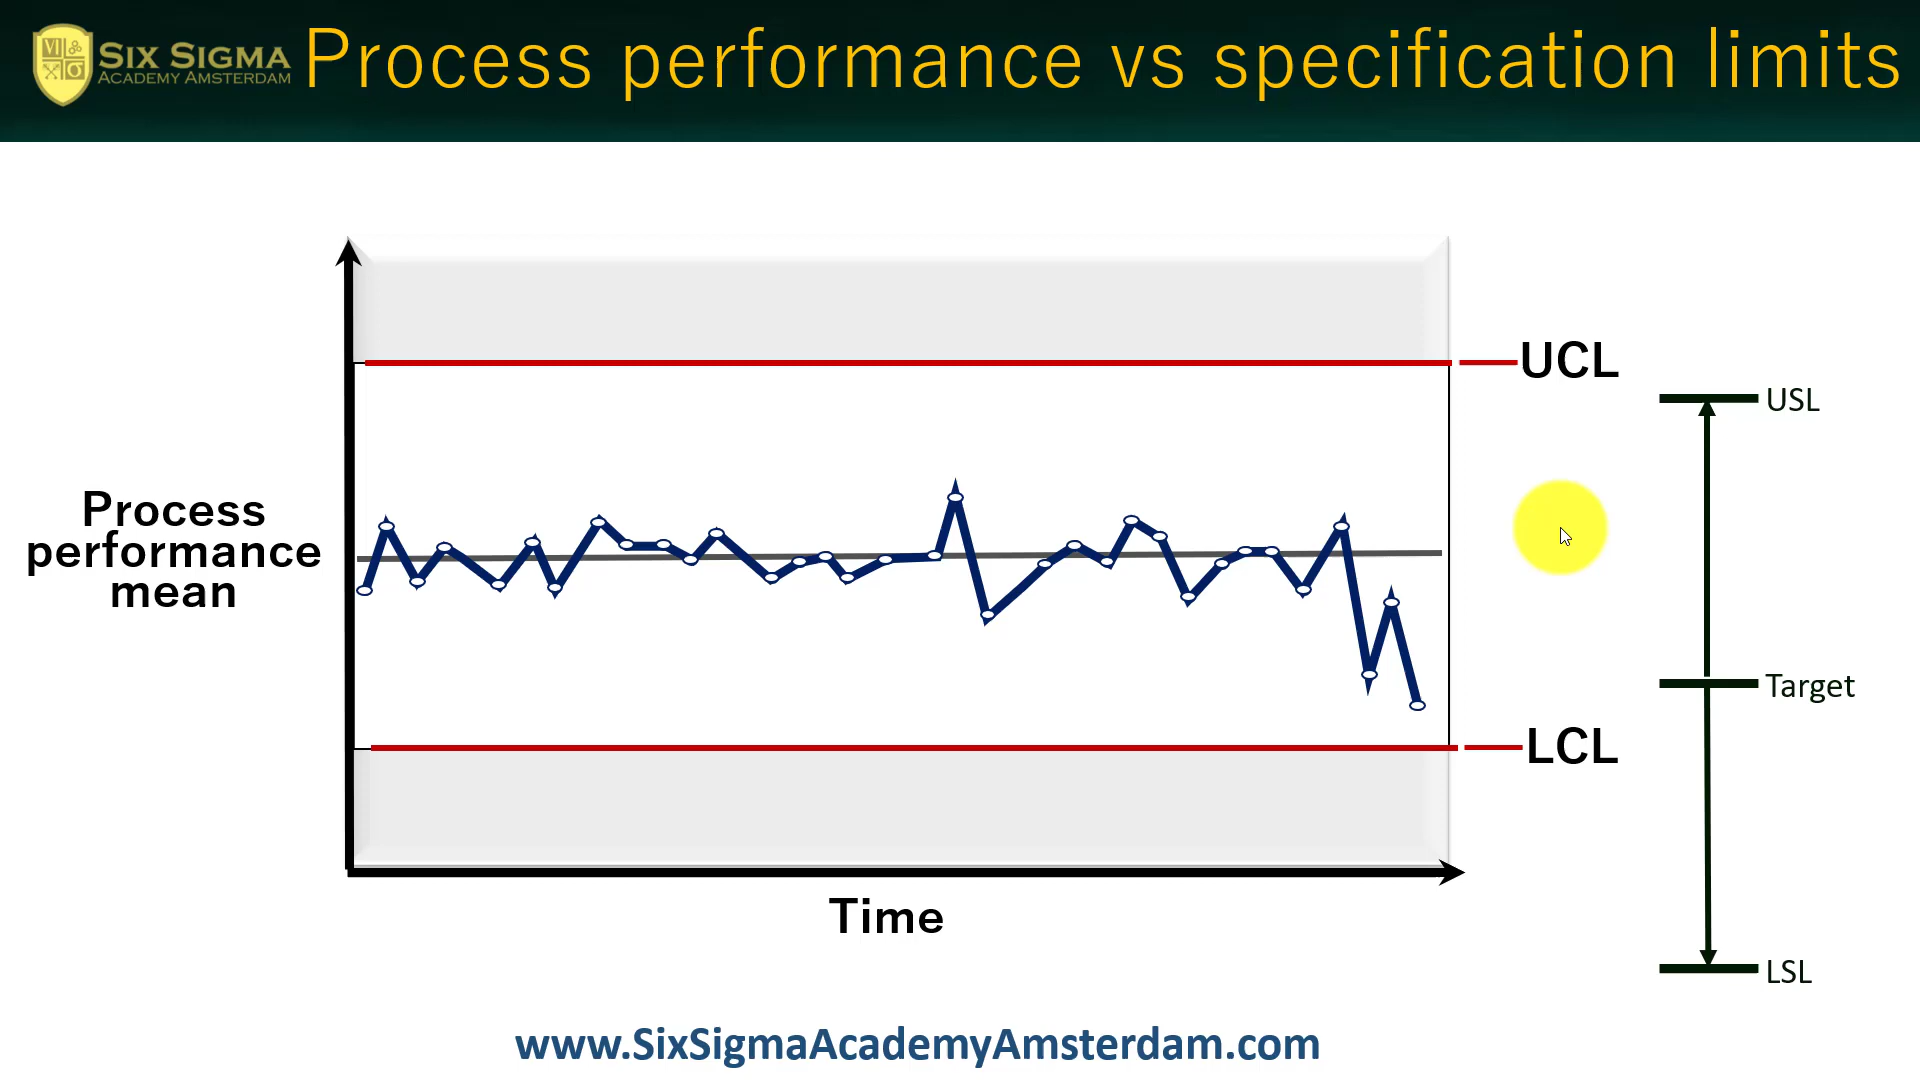 SIX SIGMA
ACADEMY AMSTERDAM
Process performance vs specification limits
UCL
USL
Process
performance
mean
Target
LCL
Time
LSL
www.SixSigmaAcademyAmsterdam.com